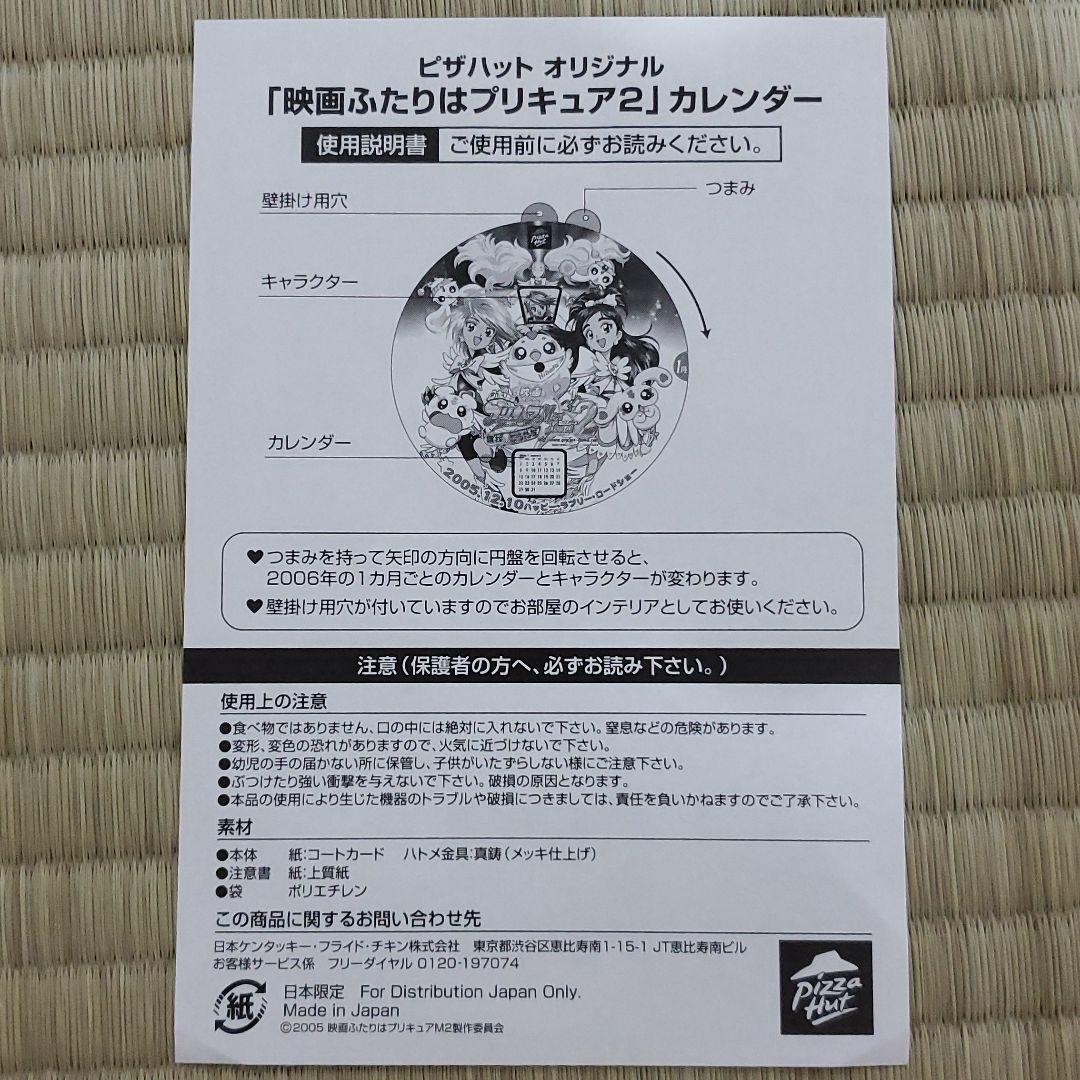 ピザハット オリジナル
「映画ふたりはプリキュア2」カレンダー
使用説明書 ご使用前に必ずお読みください。
つまみ
壁掛け用穴
キャラクター
カレンダー
Pizza Hut
1月
映画
2005.12.10ハッピー・ラブリー・ロードショー
♥つまみを持って矢印の方向に円盤を回転させると、
2006年の1カ月ごとのカレンダーとキャラクターが変わります。
♥壁掛け用穴が付いていますのでお部屋のインテリアとしてお使いください。
注意(保護者の方へ、必ずお読み下さい。)
使用上の注意
●食べ物ではありません、口の中には絶対に入れないで下さい。窒息などの危険があります。
●変形、変色の恐れがありますので、火気に近づけないで下さい。
●幼児の手の届かない所に保管し、子供がいたずらしない様にご注意下さい。
●ぶつけたり強い衝撃を与えないで下さい。破損の原因となります。
●本品の使用により生じた機器のトラブルや破損につきましては、責任を負いかねますのでご了承下さい。
素材
●本体 紙:コートカード ハトメ金具:真鋳(メッキ仕上げ)
●注意書 紙:上質紙
●袋 ポリエチレン
この商品に関するお問い合わせ先
日本ケンタッキー・フライド・チキン株式会社 東京都渋谷区恵比寿南1-15-1 JT恵比寿南ビル
お客様サービス係 フリーダイヤル 0120-197074
紙
日本限定 For Distribution Japan Only.
Made in Japan
©2005 映画ふたりはプリキュアM2製作委員会
Pizza Hut